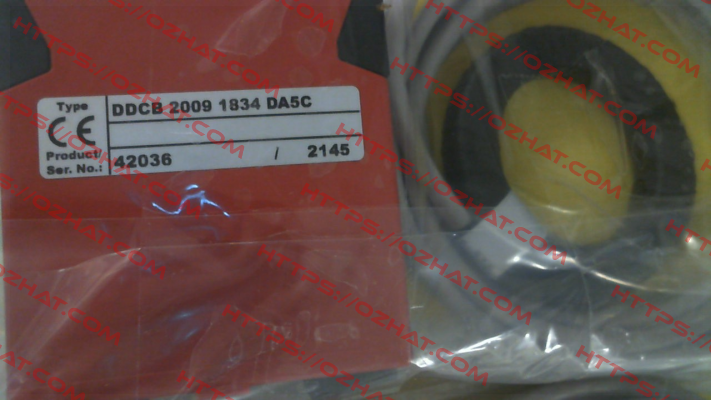 Type DDCB 2009 1834 DA5C
CE
Product/ Ser. No.: 42036 / 2145
HTTPS://OZHAT.COM